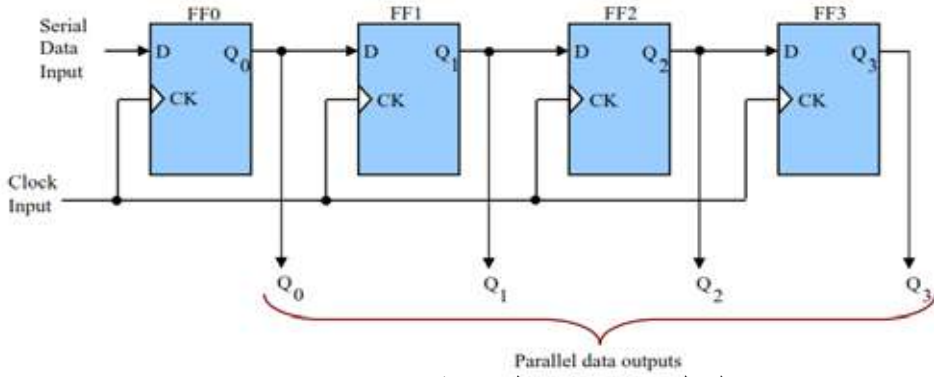 FF0 FF1 FF2 FF3
Serial
Data
Input
D Q0 D Q1 D Q2 D Q3
CK CK CK CK
Clock
Input
Q0 Q1 Q2 Q3
Parallel data outputs